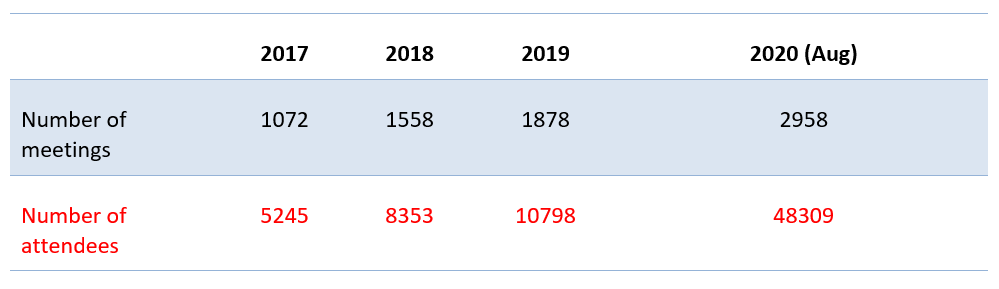 2017 2018 2019 2020 (Aug)
Number of meetings 1072 1558 1878 2958
Number of attendees 5245 8353 10798 48309